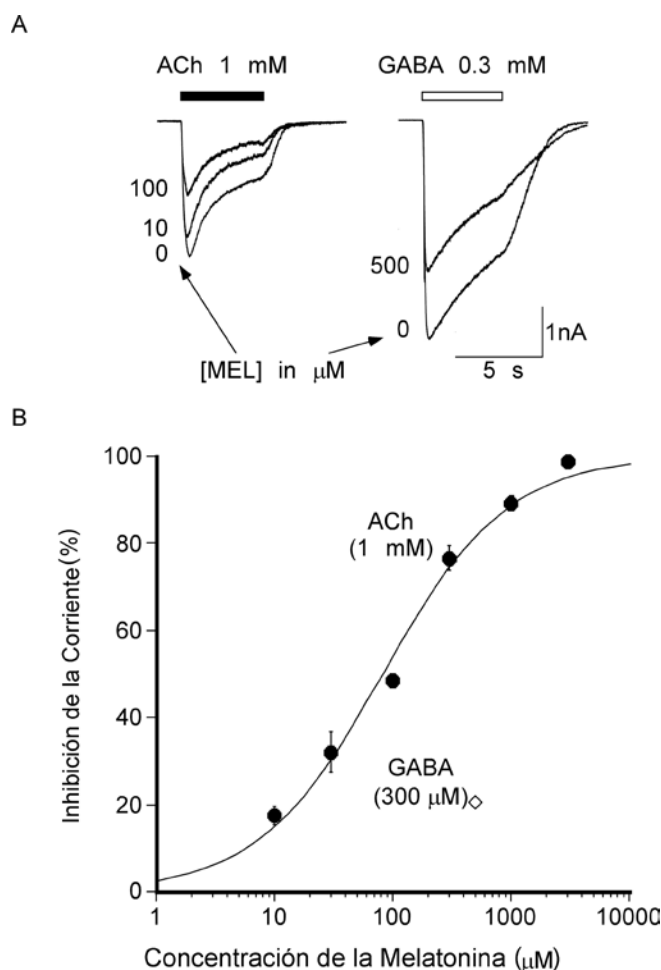 A
ACh 1 mM
GABA 0.3 mM
100
10
0
500
0
1nA
5 s
[MEL] in μM
B
100
80
60
40
20
0
Inhibición de la Corriente (%)
ACh
(1 mM)
GABA
(300 μM)
1
10
100
1000
10000
Concentración de la Melatonina (μM)